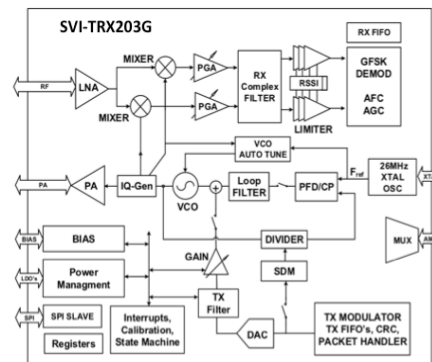 SVI-TRX203G
RF
LNA
MIXER
MIXER
PGA
PGA
RX
Complex
FILTER
RSSI
LIMITER
RX FIFO
GFSK
DEMOD
AFC
AGC
VCO
AUTO TUNE
Fref
26MHz
XTAL
OSC
PA
PA
IQ-Gen
VCO
Loop
FILTER
PFD/CP
MUX
BIAS
BIAS
DIVIDER
GAIN
SDM
LDO's
Power
Managment
TX
Filter
SPI
SPI SLAVE
Registers
Interrupts,
Calibration,
State Machine
DAC
TX MODULATOR
TX FIFO's, CRC,
PACKET HANDLER